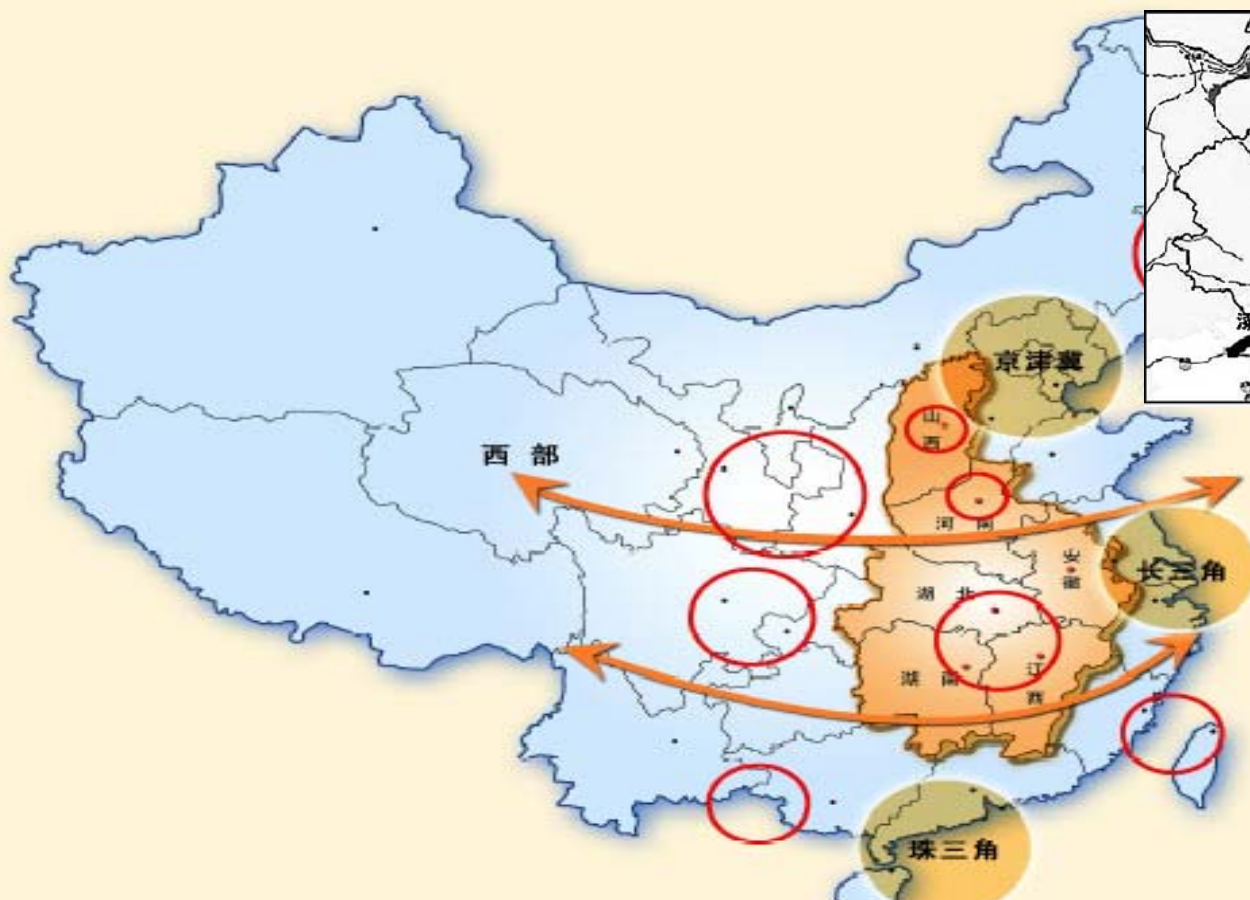 京津冀
山
西
西 部
河 南
安
徽
长三角
湖 北
湖 南
江
西
珠三角